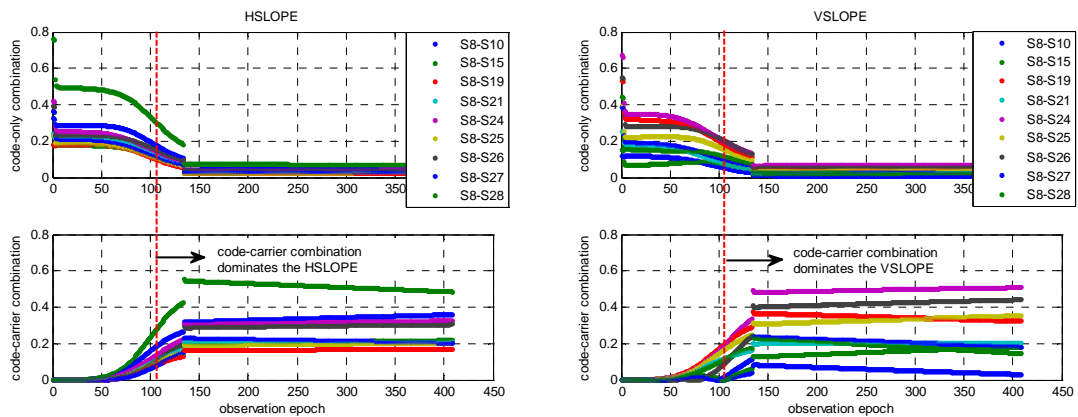 HSLOPE
code-only combination
0.8
0.6
0.4
0.2
0
0 50 100 150 200 250 300 350
S8-S10
S8-S15
S8-S19
S8-S21
S8-S24
S8-S25
S8-S26
S8-S27
S8-S28
code-carrier combination
0.8
0.6
0.4
0.2
0
code-carrier combination
dominates the HSLOPE
0 50 100 150 200 250 300 350 400 450
observation epoch
VSLOPE
code-only combination
0.8
0.6
0.4
0.2
0
0 50 100 150 200 250 300 350
S8-S10
S8-S15
S8-S19
S8-S21
S8-S24
S8-S25
S8-S26
S8-S27
S8-S28
code-carrier combination
0.8
0.6
0.4
0.2
0
code-carrier combination
dominates the VSLOPE
0 50 100 150 200 250 300 350 400 450
observation epoch